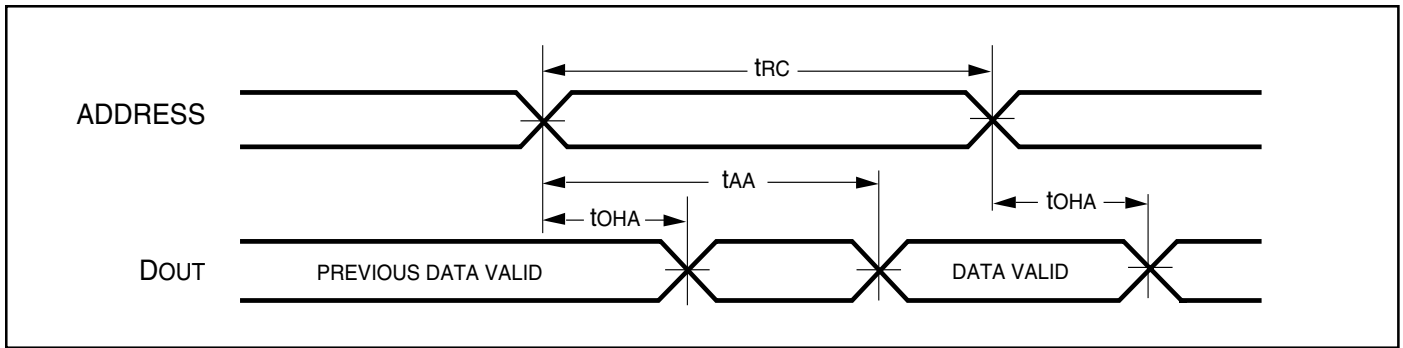 tRC
ADDRESS
tAA
tOHA
tOHA
DOUT
PREVIOUS DATA VALID
DATA VALID